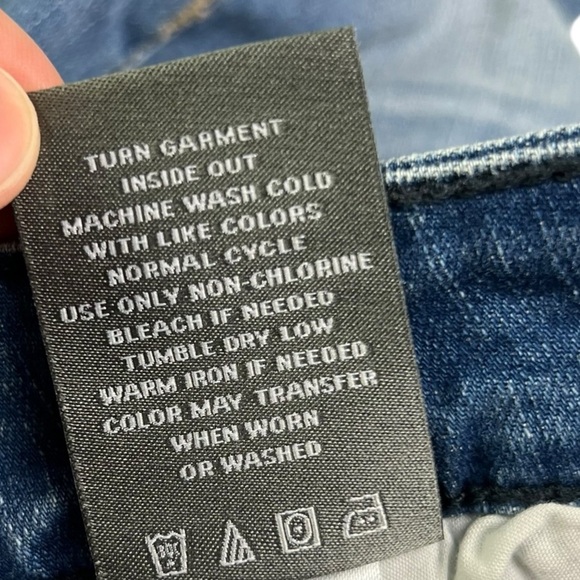 TURN GARMENT
INSIDE OUT
MACHINE WASH COLD
WITH LIKE COLORS
NORMAL CYCLE
USE ONLY NON-CHLORINE
BLEACH IF NEEDED
TUMBLE DRY LOW
WARM IRON IF NEEDED
COLOR MAY TRANSFER
WHEN WORN
OR WASHED